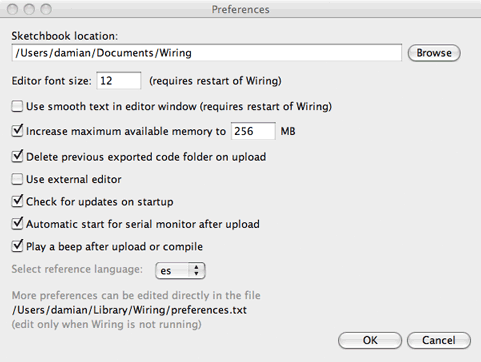 Preferences
Sketchbook location:
/Users/damian/Documents/Wiring
Browse
Editor font size: 12 (requires restart of Wiring)
Use smooth text in editor window (requires restart of Wiring)
Increase maximum available memory to 256 MB
Delete previous exported code folder on upload
Use external editor
Check for updates on startup
Automatic start for serial monitor after upload
Play a beep after upload or compile
Select reference language: es
More preferences can be edited directly in the file
/Users/damian/Library/Wiring/preferences.txt
(edit only when Wiring is not running)
OK Cancel